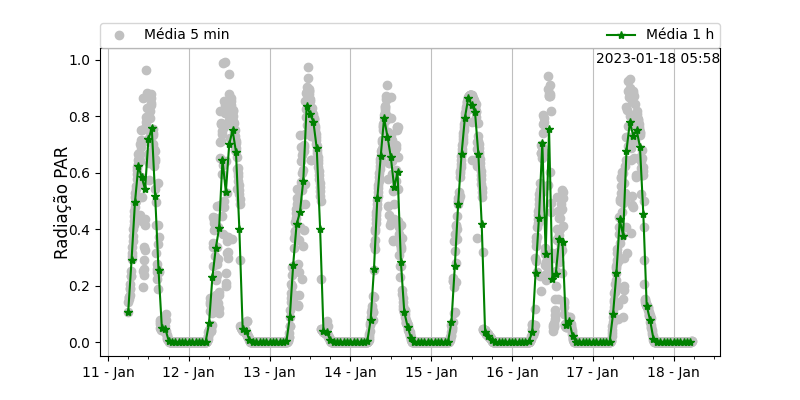 Média 5 min
Média 1 h
2023-01-18 05:58
Radiação PAR
1.0
0.8
0.6
0.4
0.2
0.0
11 - Jan
12 - Jan
13 - Jan
14 - Jan
15 - Jan
16 - Jan
17 - Jan
18 - Jan